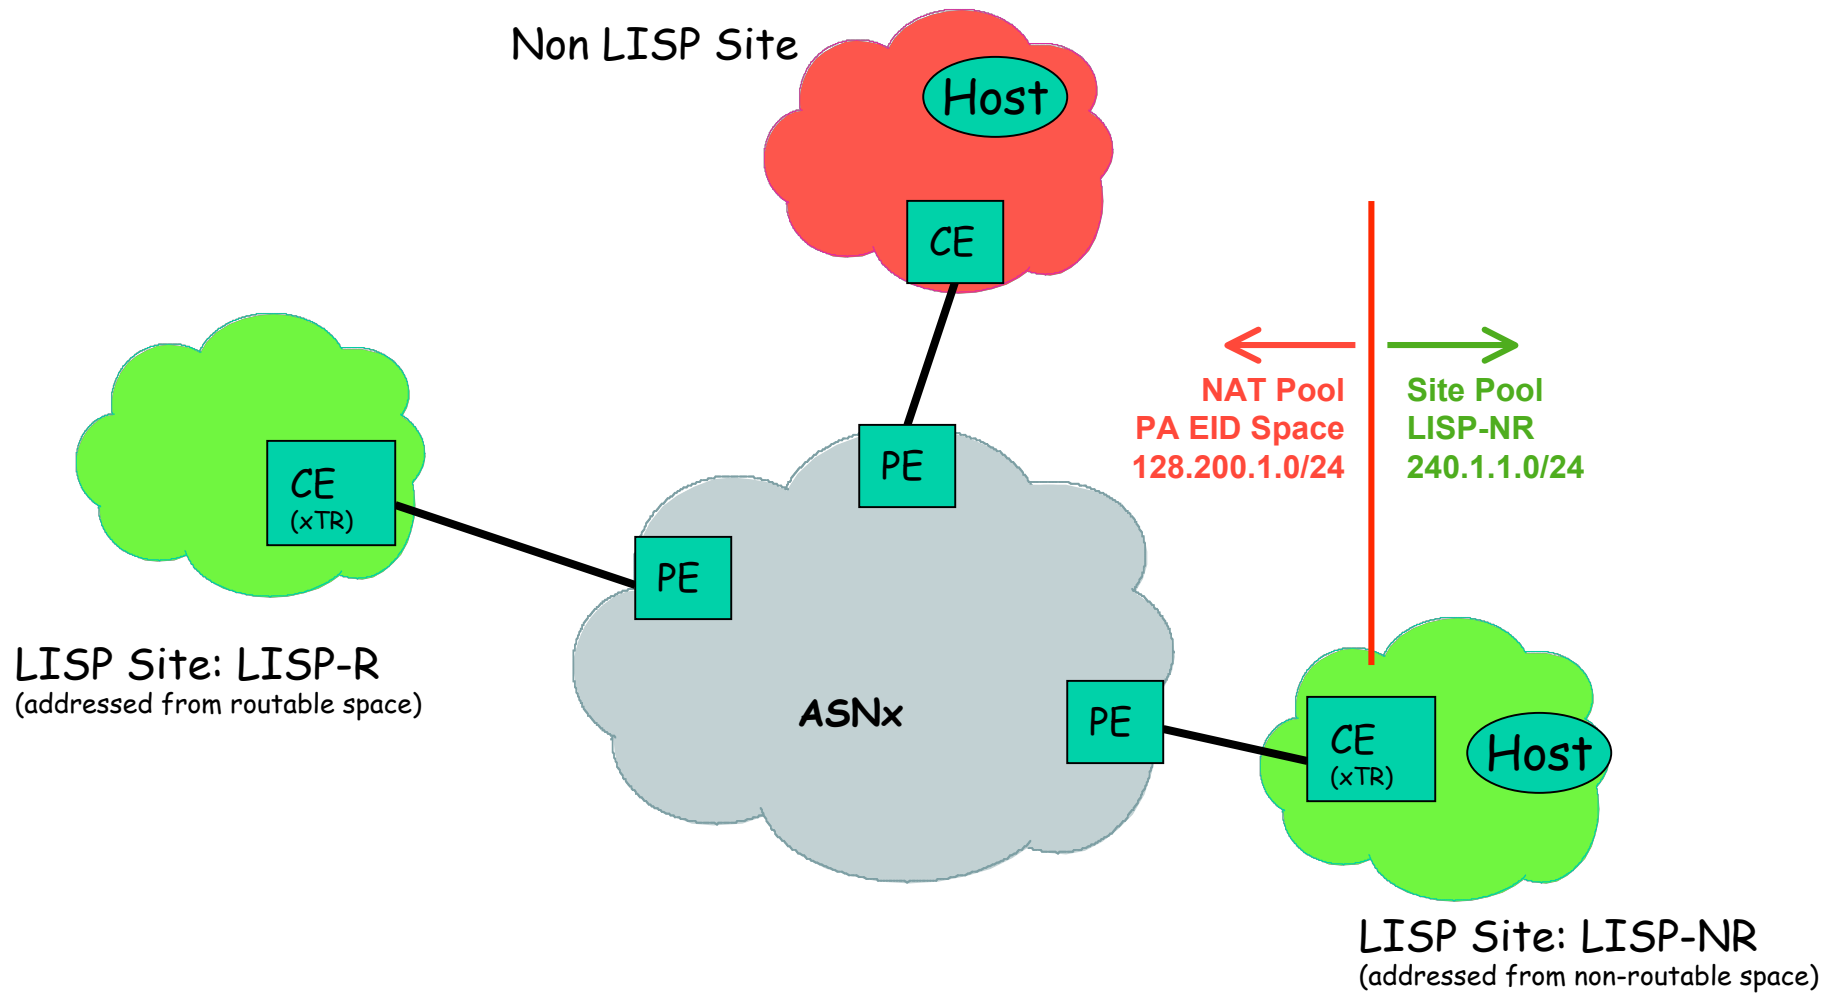 Non LISP Site
Host
CE
NAT Pool
PA EID Space
128.200.1.0/24
Site Pool
LISP-NR
240.1.1.0/24
PE
CE
(xTR)
PE
LISP Site: LISP-R
(addressed from routable space)
ASNx
PE
CE
(xTR)
Host
LISP Site: LISP-NR
(addressed from non-routable space)